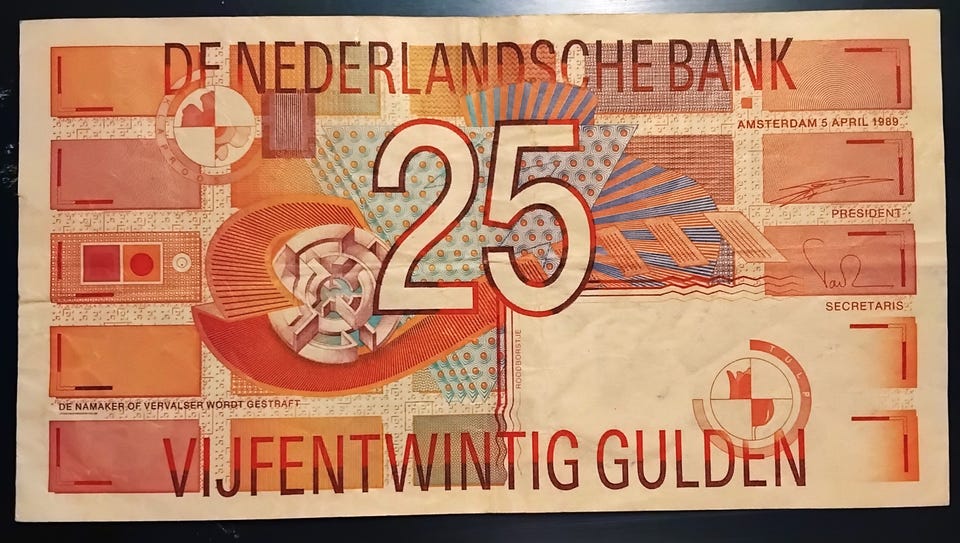 DE NEDERLANDSCHE BANK
AMSTERDAM 5 APRIL 1989
25
PRESIDENT
SECRETARIS
ROODBORSTJE
TULP
DE NAMAKER OF VERVALSER WORDT GESTRAFT
VIJFENTWINTIG GULDEN